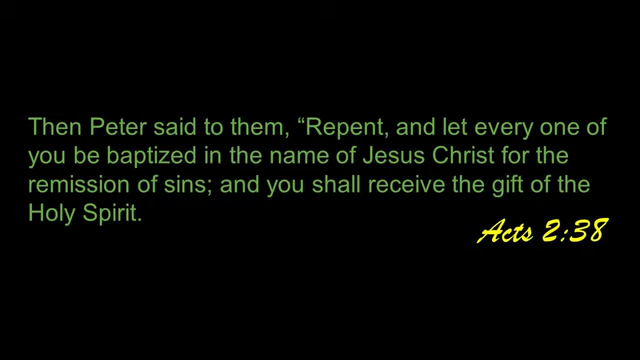 Then Peter said to them, “Repent, and let every one of
you be baptized in the name of Jesus Christ for the
remission of sins; and you shall receive the gift of the
Holy Spirit.
Acts 2:38